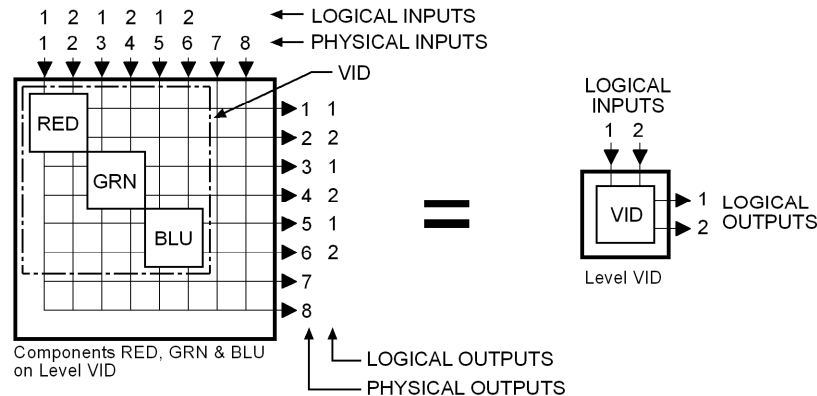 1 2 1 2 1 2 LOGICAL INPUTS
1 2 3 4 5 6 7 8 PHYSICAL INPUTS
VID
RED
GRN
BLU
1 1
2 2
3 1
4 2
5 1
6 2
7
8
Components RED, GRN & BLU
on Level VID
LOGICAL OUTPUTS
PHYSICAL OUTPUTS
=
LOGICAL
INPUTS
1 2
VID
1
2
LOGICAL
OUTPUTS
Level VID